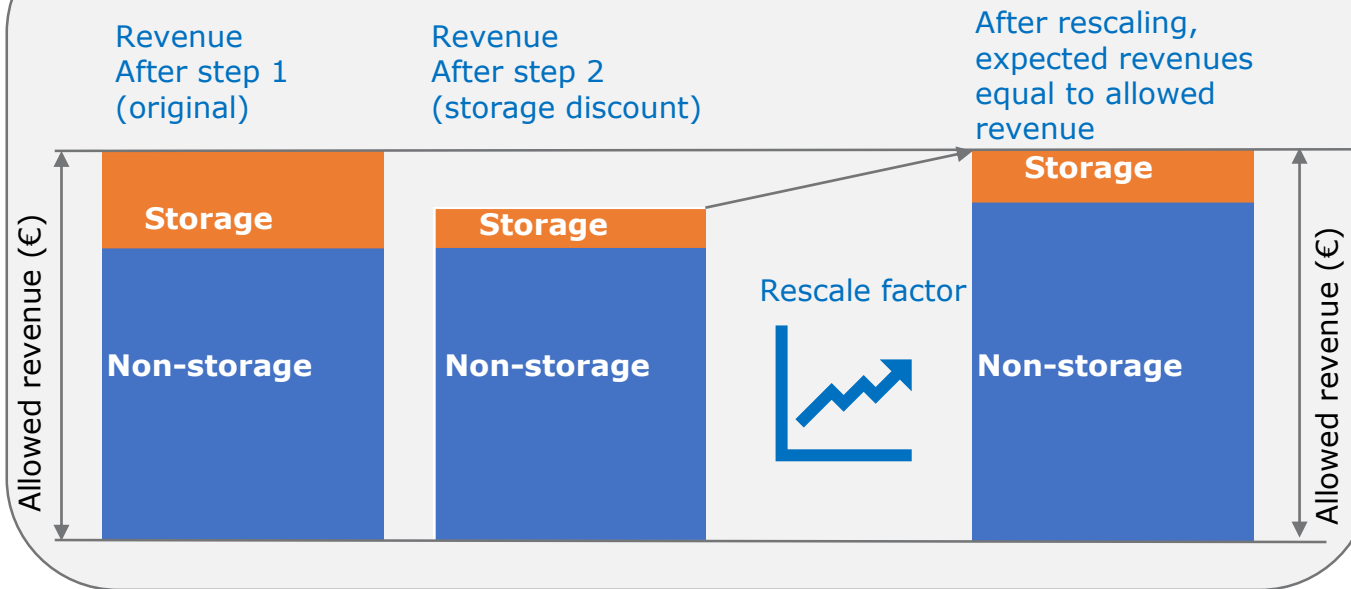 Revenue
After step 1
(original)
Revenue
After step 2
(storage discount)
After rescaling,
expected revenues
equal to allowed
revenue
Allowed revenue (€)
Storage
Non-storage
Storage
Non-storage
Rescale factor
Storage
Non-storage
Allowed revenue (€)